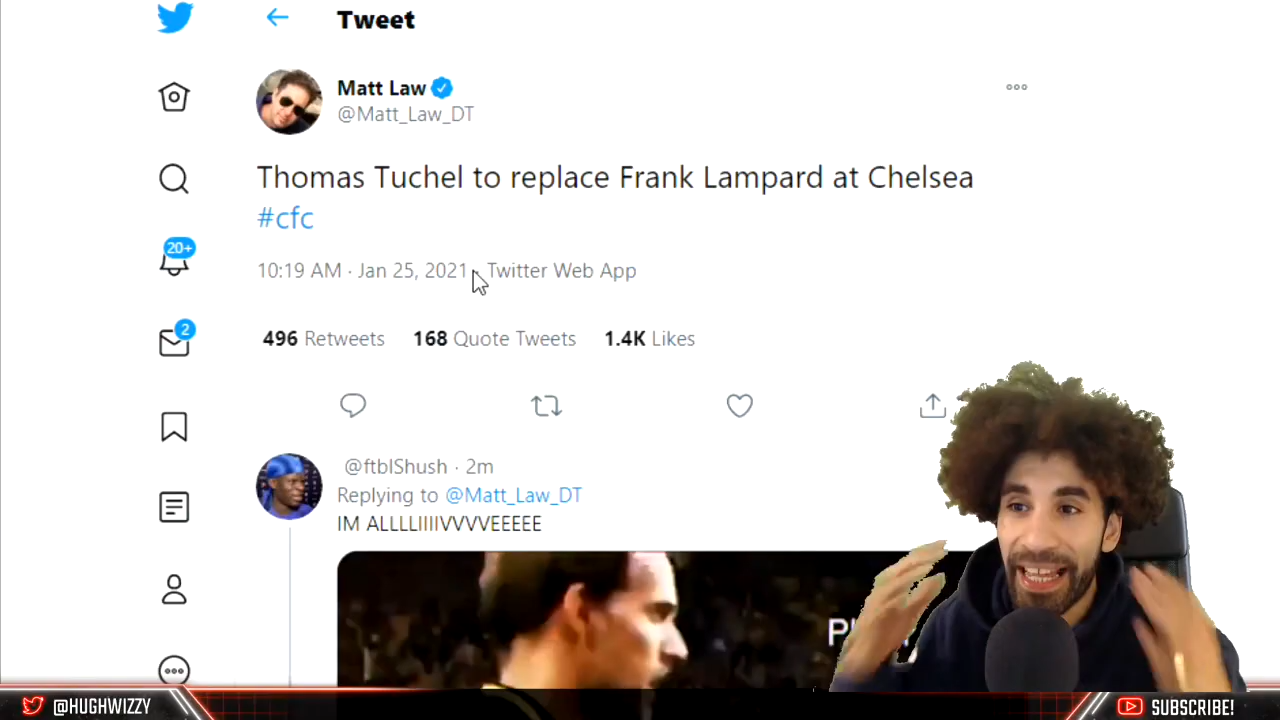 Tweet
Matt Law
@Matt_Law_DT
Thomas Tuchel to replace Frank Lampard at Chelsea
#cfc
10:19 AM · Jan 25, 2021 · Twitter Web App
496 Retweets 168 Quote Tweets 1.4K Likes
20+
2
@ftblShush · 2m
Replying to @Matt_Law_DT
IM ALLLLIIIIVVVVEEEEE
@HUGHWIZZY
SUBSCRIBE!